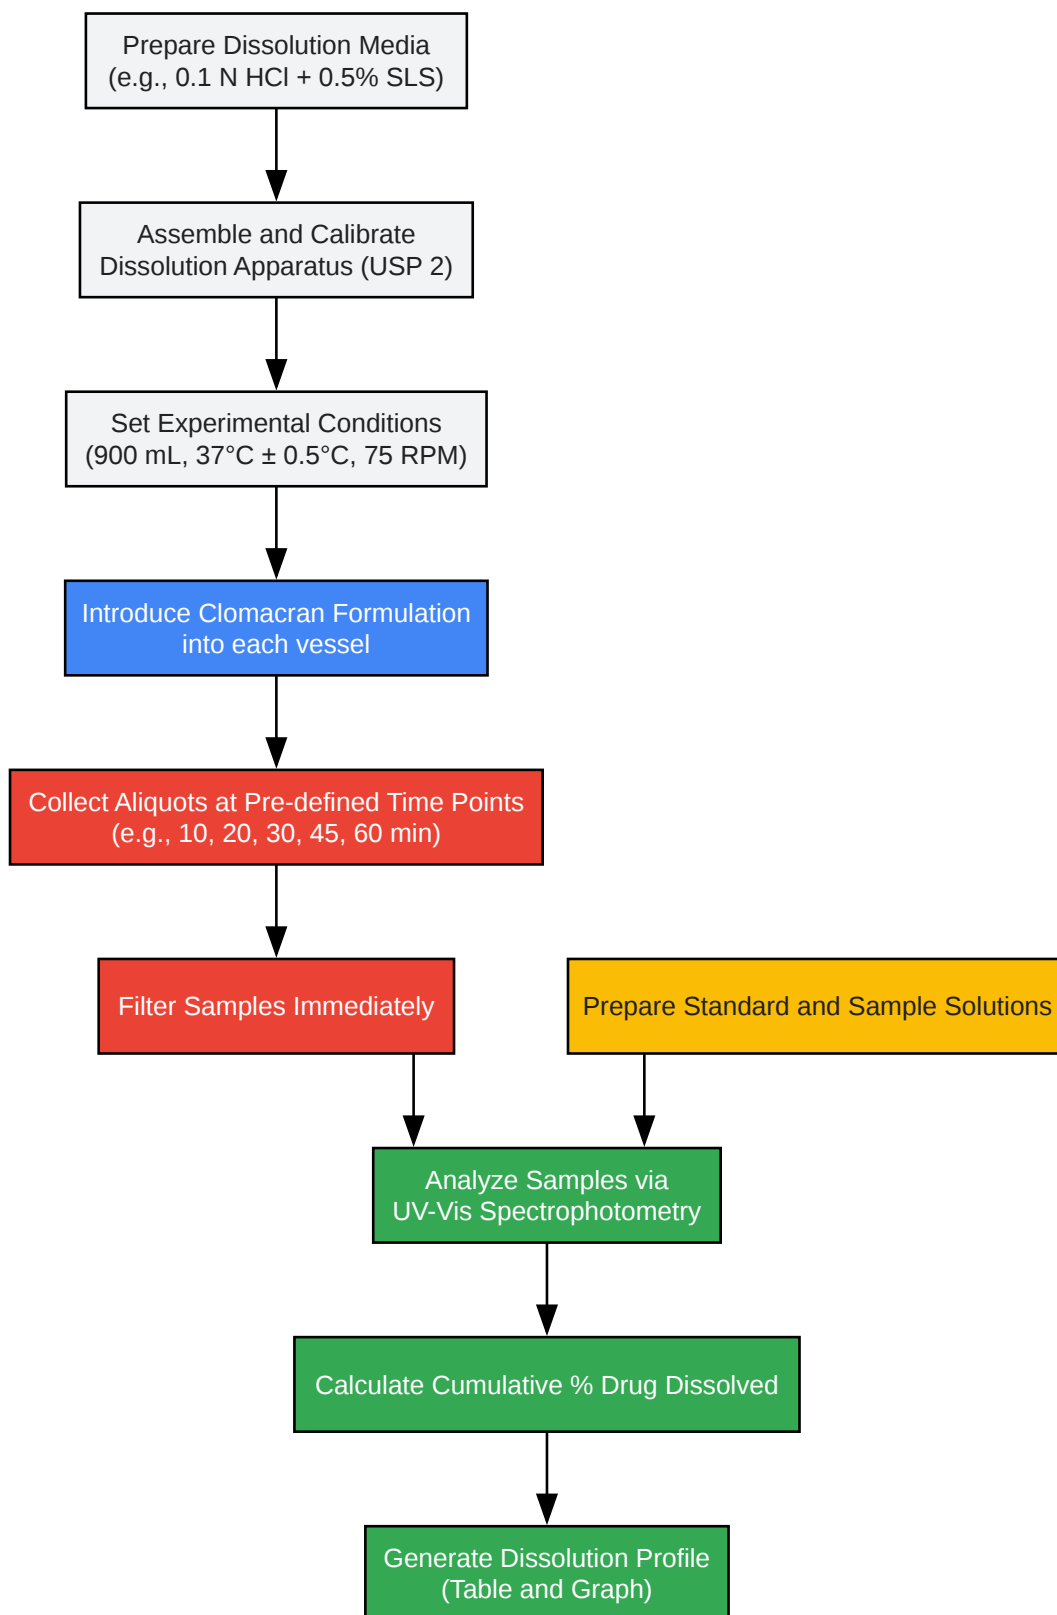 Prepare Dissolution Media
(e.g., 0.1 N HCl + 0.5% SLS)
Assemble and Calibrate
Dissolution Apparatus (USP 2)
Set Experimental Conditions
(900 mL, 37°C ± 0.5°C, 75 RPM)
Introduce Clomacran Formulation
into each vessel
Collect Aliquots at Pre-defined Time Points
(e.g., 10, 20, 30, 45, 60 min)
Filter Samples Immediately
Prepare Standard and Sample Solutions
Analyze Samples via
UV-Vis Spectrophotometry
Calculate Cumulative % Drug Dissolved
Generate Dissolution Profile
(Table and Graph)